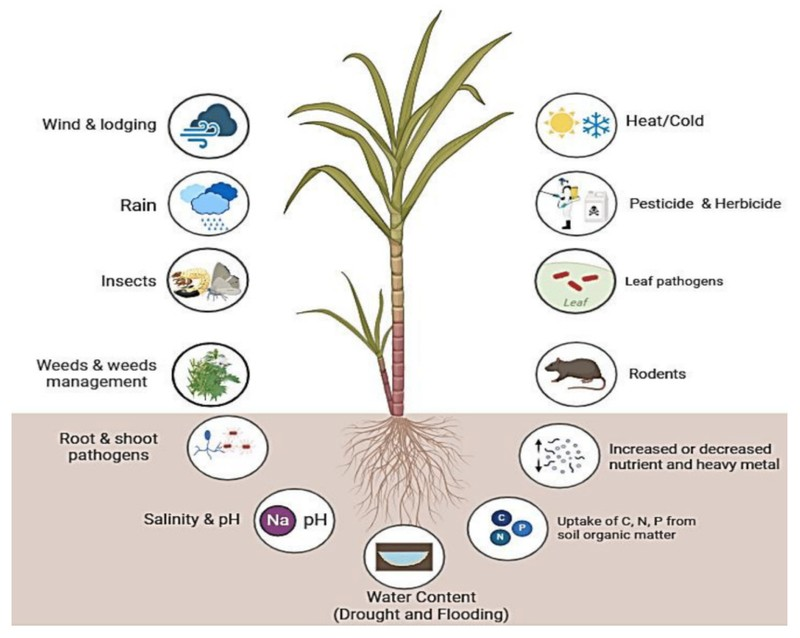 Wind & lodging
Heat/Cold
Rain
Pesticide & Herbicide
Insects
Leaf pathogens
Leaf
Weeds & weeds
management
Rodents
Root & shoot
pathogens
Increased or decreased
nutrient and heavy metal
Salinity & pH
Na pH
C
N
P
Uptake of C, N, P from
soil organic matter
Water Content
(Drought and Flooding)